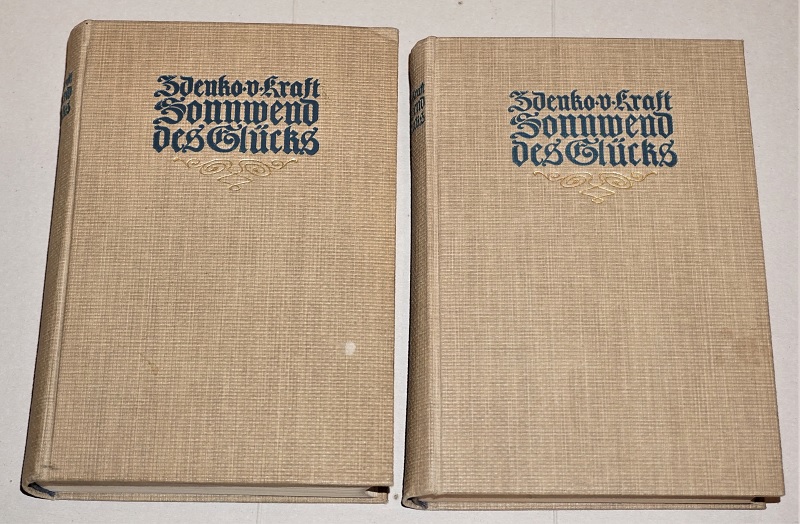 Zdenko·v·Kraft
Sonnwend
des Glücks
Zdenko·v·Kraft
Sonnwend
des Glücks